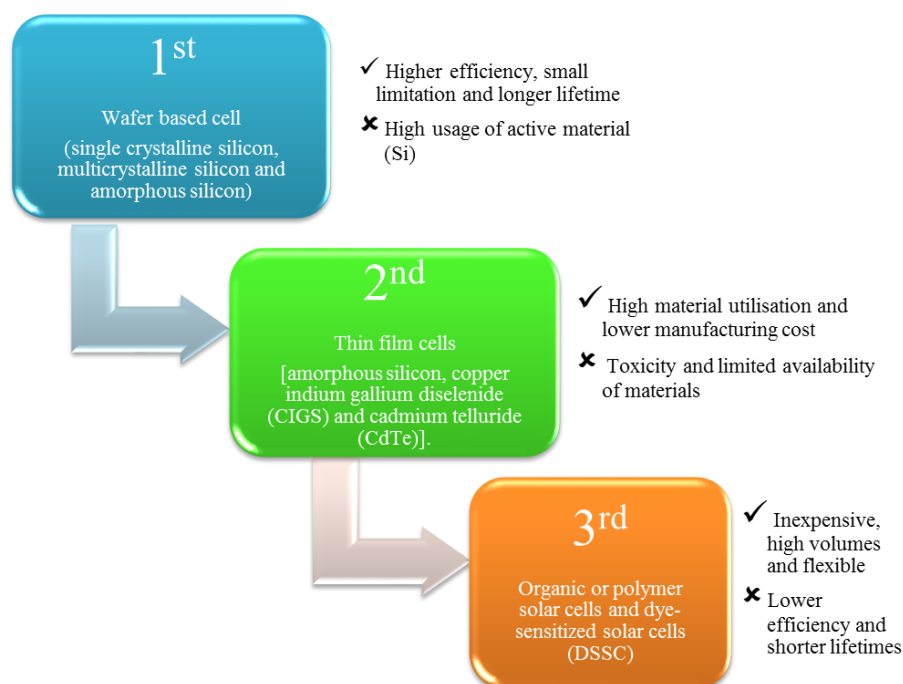 1st
Wafer based cell
(single crystalline silicon,
multicrystalline silicon and
amorphous silicon)
✓ Higher efficiency, small
limitation and longer lifetime
✘ High usage of active material
(Si)
2nd
Thin film cells
[amorphous silicon, copper
indium gallium diselenide
(CIGS) and cadmium telluride
(CdTe)].
✓ High material utilisation and
lower manufacturing cost
✘ Toxicity and limited availability
of materials
3rd
Organic or polymer
solar cells and dye-
sensitized solar cells
(DSSC)
✓ Inexpensive,
high volumes
and flexible
✘ Lower
efficiency and
shorter lifetimes